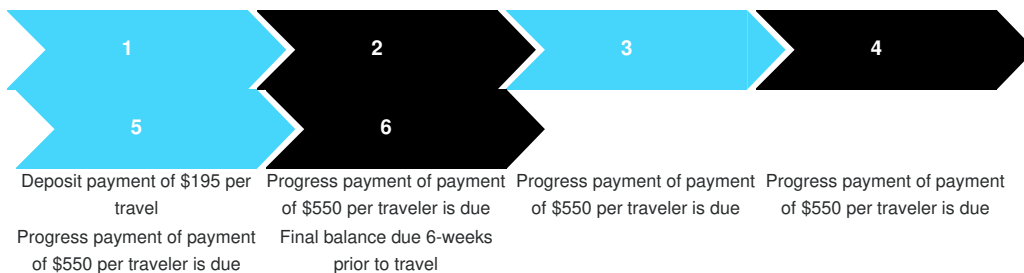 1
2
3
4
5
6
Deposit payment of $195 per
travel
Progress payment of payment
of $550 per traveler is due
Progress payment of payment
of $550 per traveler is due
Progress payment of payment
of $550 per traveler is due
Progress payment of payment
of $550 per traveler is due
Final balance due 6-weeks
prior to travel